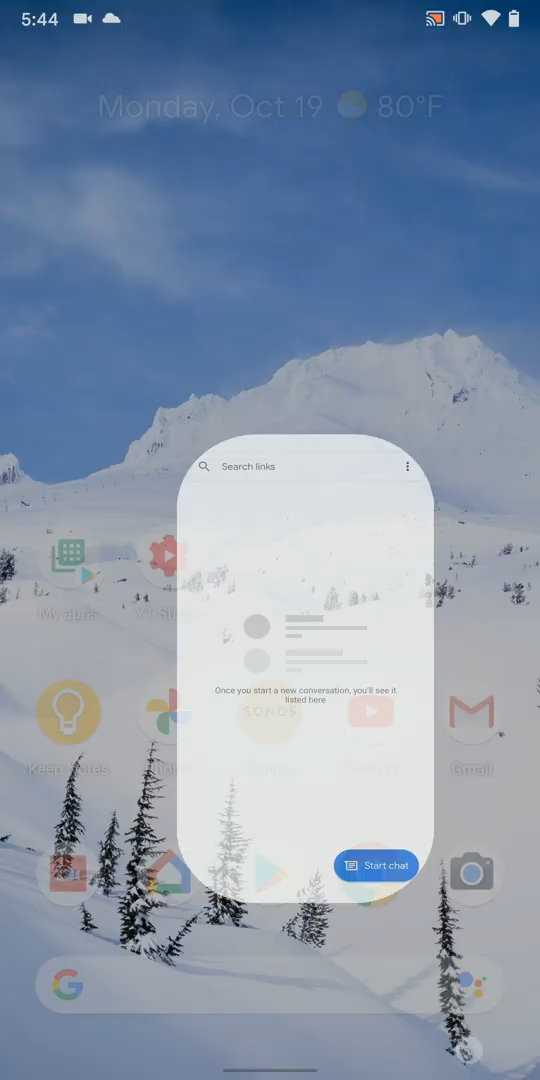 5:44
Monday, Oct 19 80°F
Search links
My apps
Once you start a new conversation, you'll see it
listed here
SONOS
Keep notes
Gmail
Start chat